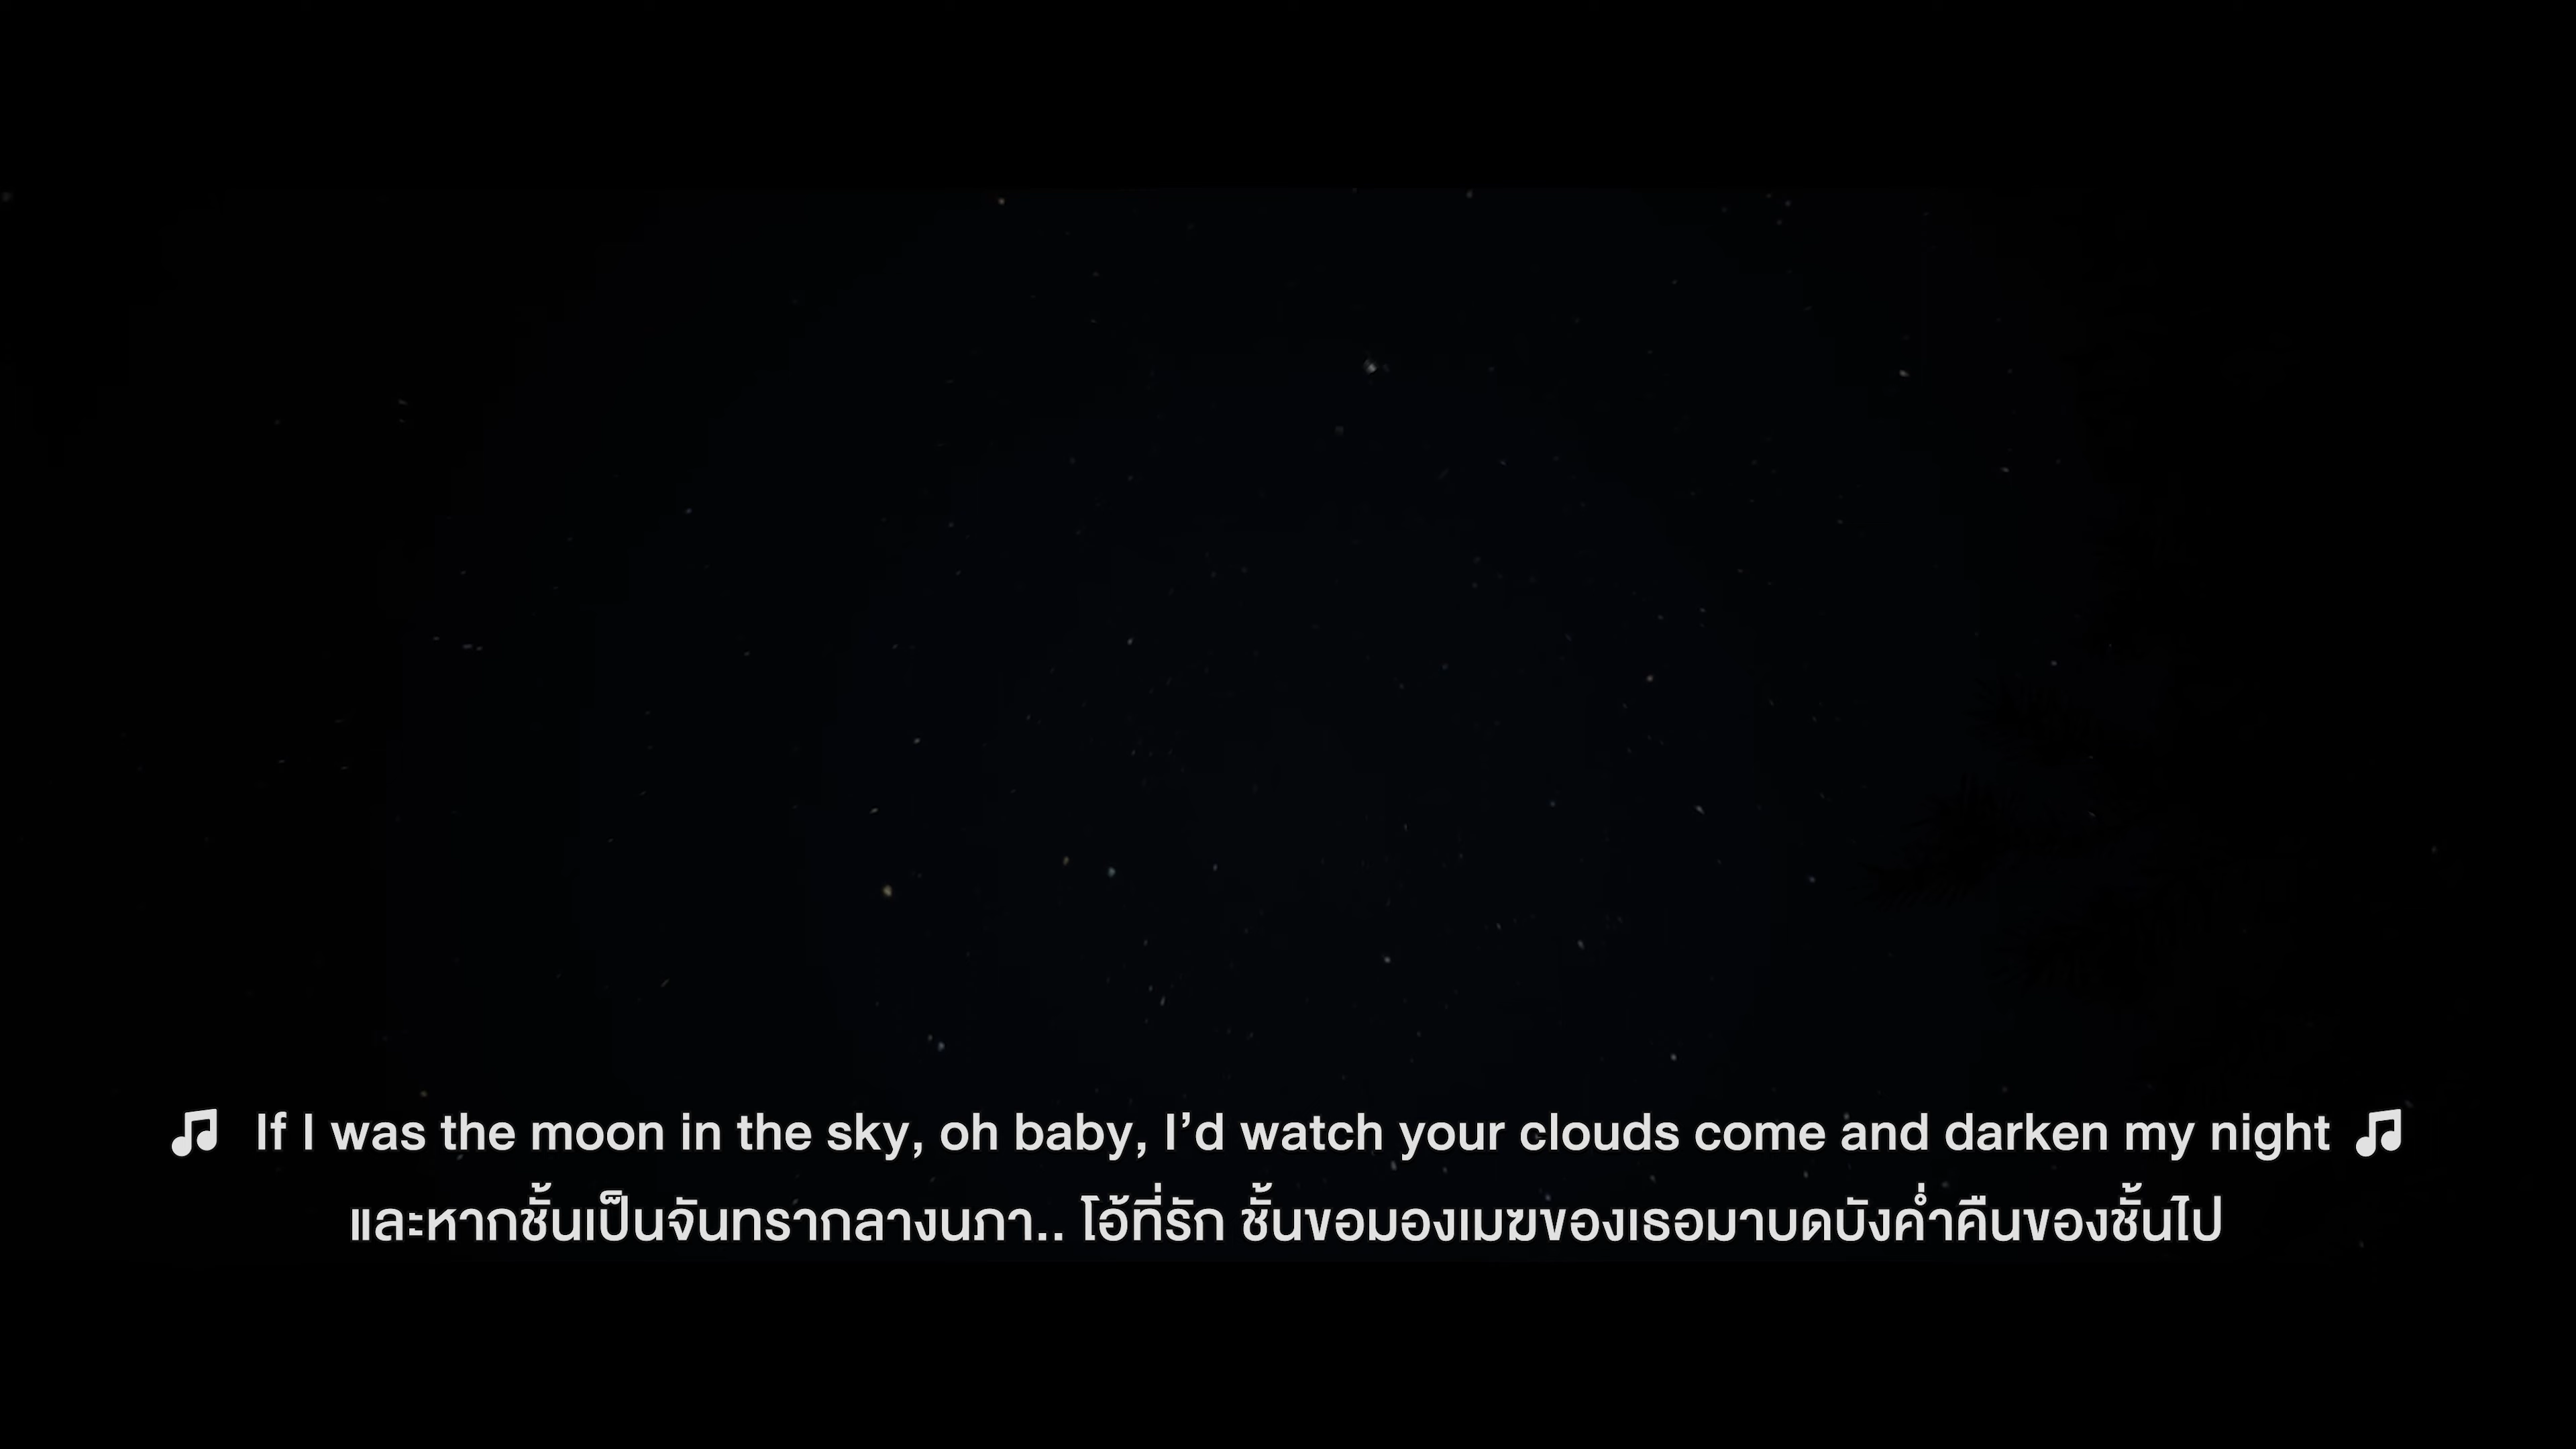 ♫ If I was the moon in the sky, oh baby, I’d watch your clouds come and darken my night ♫
และหากชั้นเป็นจันทรากลางนภา.. โอ้ที่รัก ชั้นขอมองเมฆของเธอมาบดบังค่ำคืนของชั้นไป